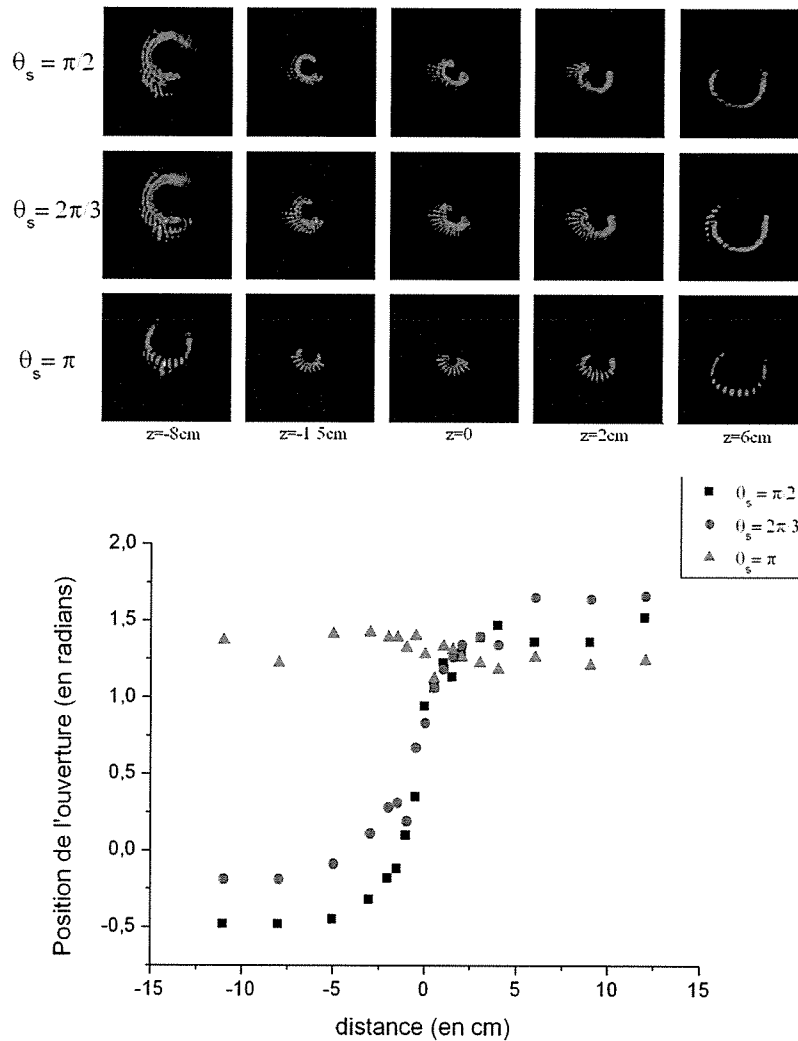 θs = π/2
θs = 2π/3
θs = π
z=-8cm
z=-1 5cm
z=0
z=2cm
z=6cm
θs = π/2
θs = 2π/3
θs = π
2,0
1,5
1,0
0,5
0,0
-0,5
-15
-10
-5
0
5
10
15
Position de l'ouverture (en radians)
distance (en cm)